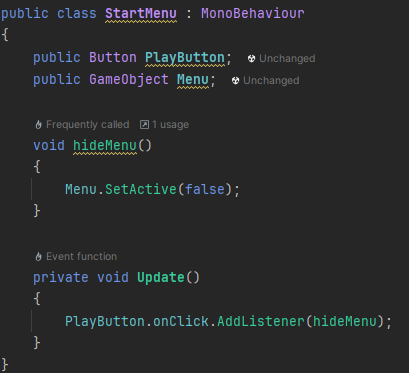 public class StartMenu : MonoBehaviour
{
public Button PlayButton; Unchanged
public GameObject Menu; Unchanged
Frequently called 1 usage
void hideMenu()
{
Menu.SetActive(false);
}
Event function
private void Update()
{
PlayButton.onClick.AddListener(hideMenu);
}
}